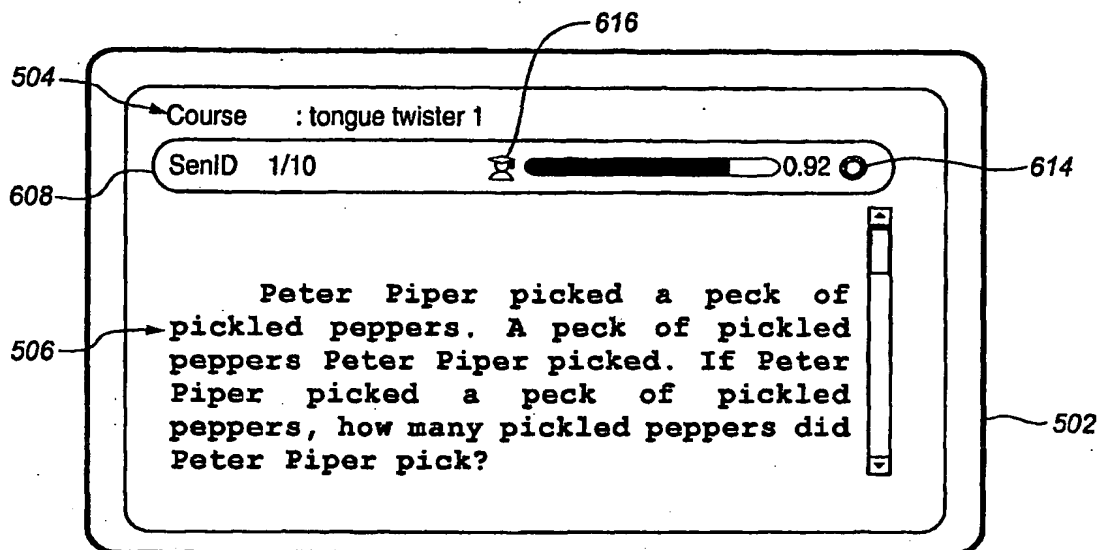 616
504
Course : tongue twister 1
SenID 1/10 0.92
614
608
Peter Piper picked a peck of
pickled peppers. A peck of pickled
506
peppers Peter Piper picked. If Peter
Piper picked a peck of pickled
peppers, how many pickled peppers did
502
Peter Piper pick?